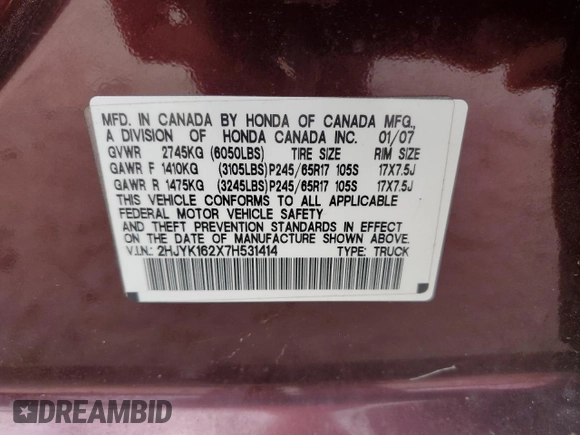 MFD. IN CANADA BY HONDA OF CANADA MFG.,
A DIVISION OF HONDA CANADA INC. 01/07
GVWR 2745KG (6050LBS) TIRE SIZE RIM SIZE
GAWR F 1410KG (3105LBS)P245/65R17 105S 17X7.5J
GAWR R 1475KG (3245LBS)P245/65R17 105S 17X7.5J
THIS VEHICLE CONFORMS TO ALL APPLICABLE
FEDERAL MOTOR VEHICLE SAFETY
AND THEFT PREVENTION STANDARDS IN EFFECT
ON THE DATE OF MANUFACTURE SHOWN ABOVE.
V.I.N.: 2HJYK162X7H531414 TYPE: TRUCK
DREAMBID